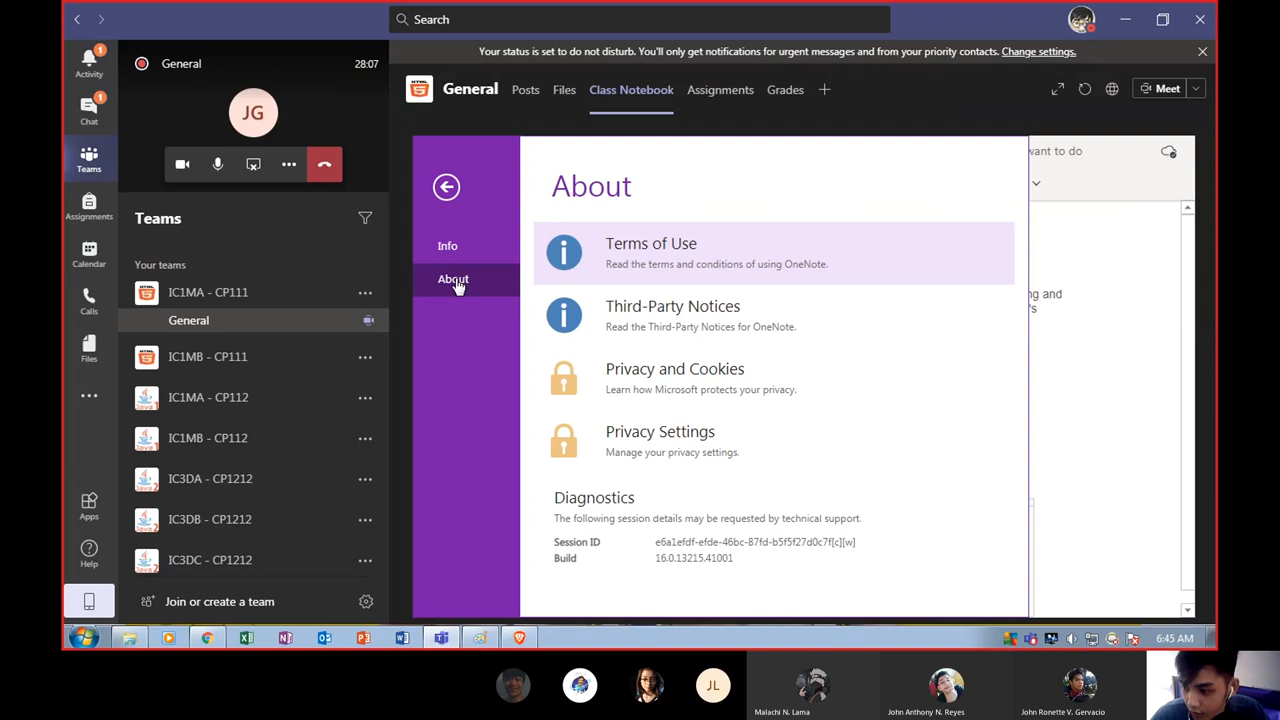 Search
Your status is set to do not disturb. You'll only get notifications for urgent messages and from your priority contacts. Change settings.
Activity
1
Chat
1
Teams
Assignments
Calendar
Calls
Files
Apps
Help
General
28:07
JG
Teams
Your teams
IC1MA - CP111
General
IC1MB - CP111
IC1MA - CP112
IC1MB - CP112
IC3DA - CP1212
IC3DB - CP1212
IC3DC - CP1212
Join or create a team
General Posts Files Class Notebook Assignments Grades
Meet
Info
About
About
Terms of Use
Read the terms and conditions of using OneNote.
Third-Party Notices
Read the Third-Party Notices for OneNote.
Privacy and Cookies
Learn how Microsoft protects your privacy.
Privacy Settings
Manage your privacy settings.
Diagnostics
The following session details may be requested by technical support.
Session ID e6a1efdf-efde-46bc-87fd-b5f5f27d0c7f[c][w]
Build 16.0.13215.41001
want to do
ng and
's
6:45 AM
JL
Malachi N. Lama
John Anthony N. Reyes
John Ronette V. Gervacio